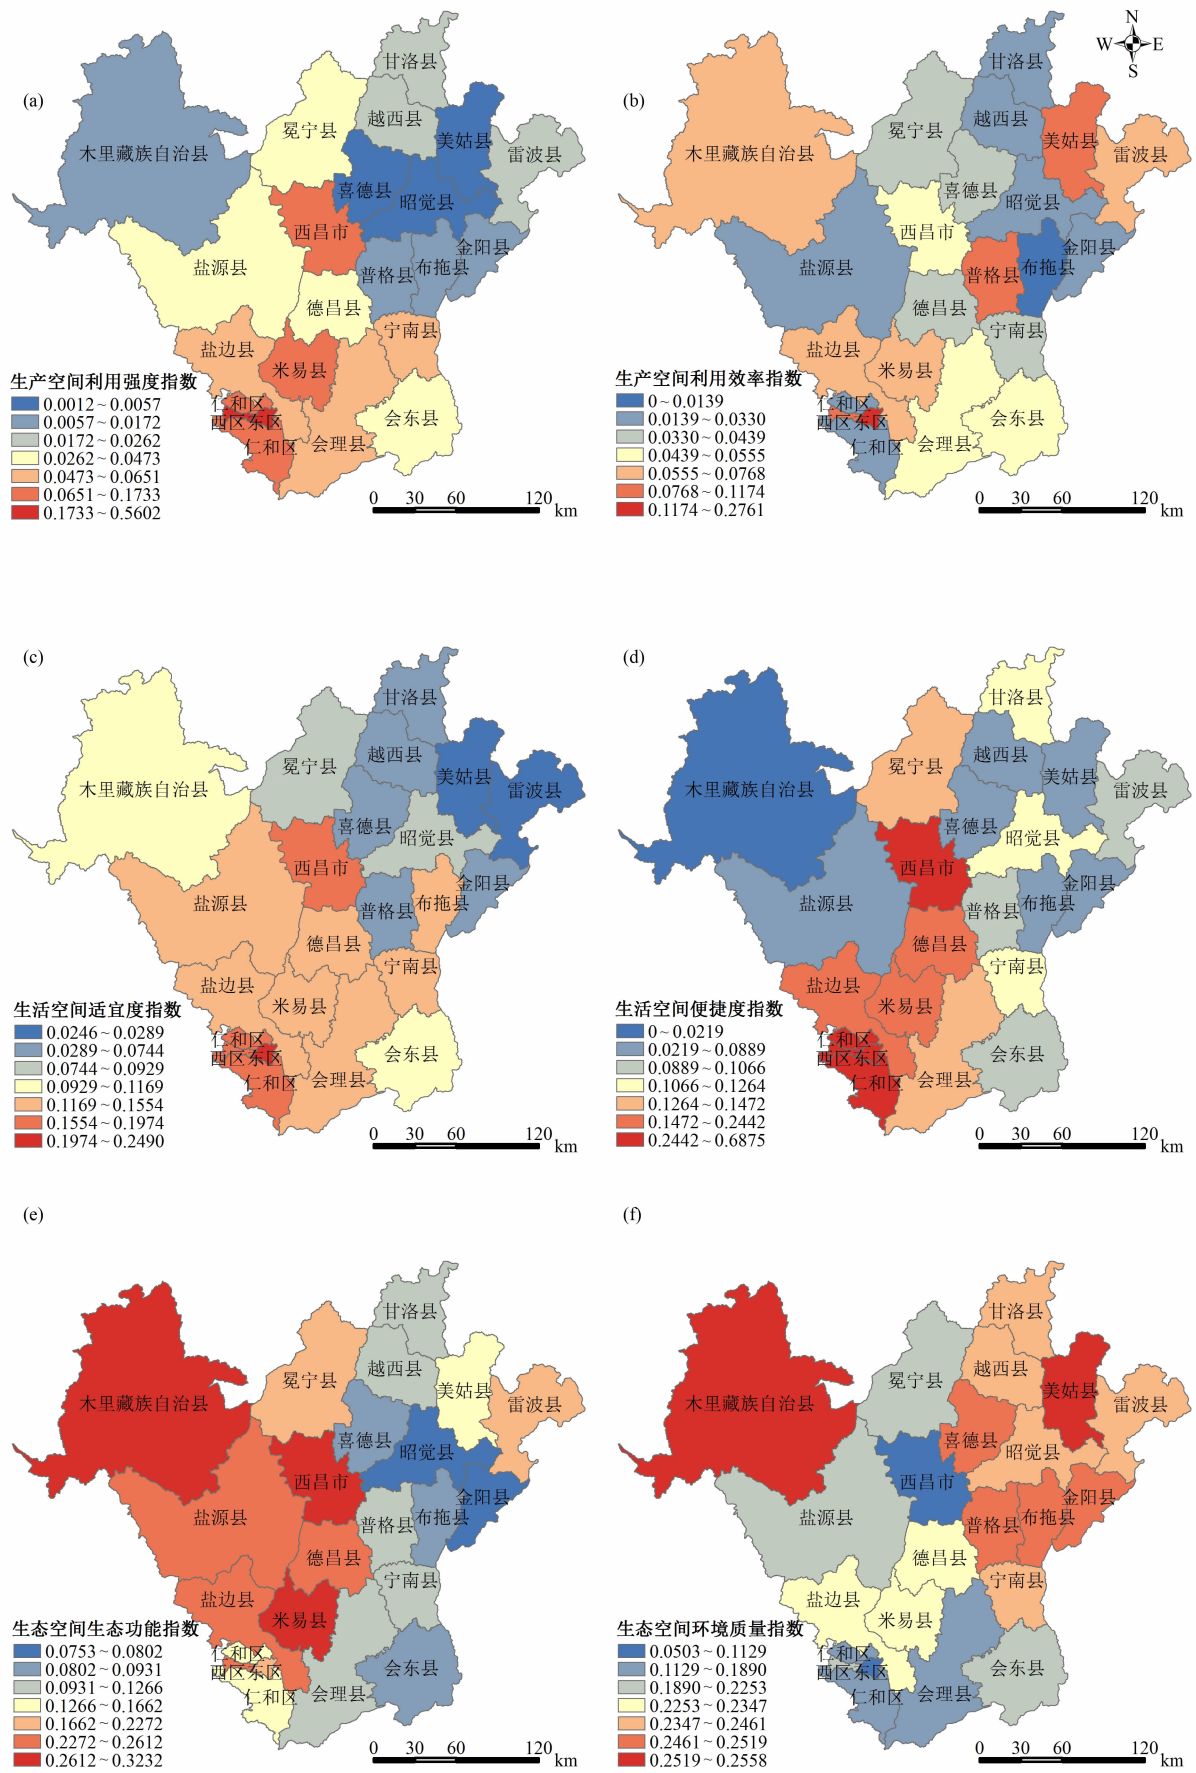 (a)
甘洛县
越西县
美姑县
冕宁县
雷波县
木里藏族自治县
喜德县
昭觉县
西昌市
金阳县
盐源县
普格县
布拖县
德昌县
宁南县
盐边县
米易县
仁和区
西区东区
会东县
会理县
仁和区
生产空间利用强度指数
0.0012~0.0057
0.0057~0.0172
0.0172~0.0262
0.0262~0.0473
0.0473~0.0651
0.0651~0.1733
0.1733~0.5602
0 30 60 120
km
(b)
N
W E
S
甘洛县
越西县
冕宁县
美姑县
雷波县
木里藏族自治县
喜德县
昭觉县
西昌市
金阳县
盐源县
普格县
布拖县
德昌县
宁南县
盐边县
米易县
仁和区
西区东区
会东县
会理县
仁和区
生产空间利用效率指数
0~0.0139
0.0139~0.0330
0.0330~0.0439
0.0439~0.0555
0.0555~0.0768
0.0768~0.1174
0.1174~0.2761
0 30 60 120
km
(c)
甘洛县
越西县
冕宁县
美姑县
雷波县
木里藏族自治县
喜德县
昭觉县
西昌市
金阳县
盐源县
普格县
布拖县
德昌县
宁南县
盐边县
米易县
仁和区
西区东区
会东县
会理县
仁和区
生活空间适宜度指数
0.0246~0.0289
0.0289~0.0744
0.0744~0.0929
0.0929~0.1169
0.1169~0.1554
0.1554~0.1974
0.1974~0.2490
0 30 60 120
km
(d)
甘洛县
越西县
冕宁县
美姑县
雷波县
木里藏族自治县
喜德县
昭觉县
西昌市
金阳县
盐源县
普格县
布拖县
德昌县
宁南县
盐边县
米易县
仁和区
西区东区
会东县
会理县
仁和区
生活空间便捷度指数
0~0.0219
0.0219~0.0889
0.0889~0.1066
0.1066~0.1264
0.1264~0.1472
0.1472~0.2442
0.2442~0.6875
0 30 60 120
km
(e)
甘洛县
越西县
冕宁县
美姑县
雷波县
木里藏族自治县
喜德县
昭觉县
西昌市
金阳县
盐源县
普格县
布拖县
德昌县
宁南县
盐边县
米易县
仁和区
西区东区
会东县
会理县
仁和区
生态空间生态功能指数
0.0753~0.0802
0.0802~0.0931
0.0931~0.1266
0.1266~0.1662
0.1662~0.2272
0.2272~0.2612
0.2612~0.3232
0 30 60 120
km
(f)
甘洛县
越西县
冕宁县
美姑县
雷波县
木里藏族自治县
喜德县
昭觉县
西昌市
金阳县
盐源县
普格县
布拖县
德昌县
宁南县
盐边县
米易县
仁和区
西区东区
会东县
会理县
仁和区
生态空间环境质量指数
0.0503~0.1129
0.1129~0.1890
0.1890~0.2253
0.2253~0.2347
0.2347~0.2461
0.2461~0.2519
0.2519~0.2558
0 30 60 120
km